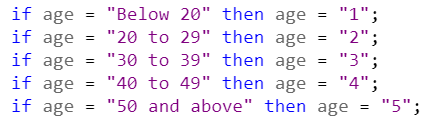 if age = "Below 20" then age = "1";
if age = "20 to 29" then age = "2";
if age = "30 to 39" then age = "3";
if age = "40 to 49" then age = "4";
if age = "50 and above" then age = "5";